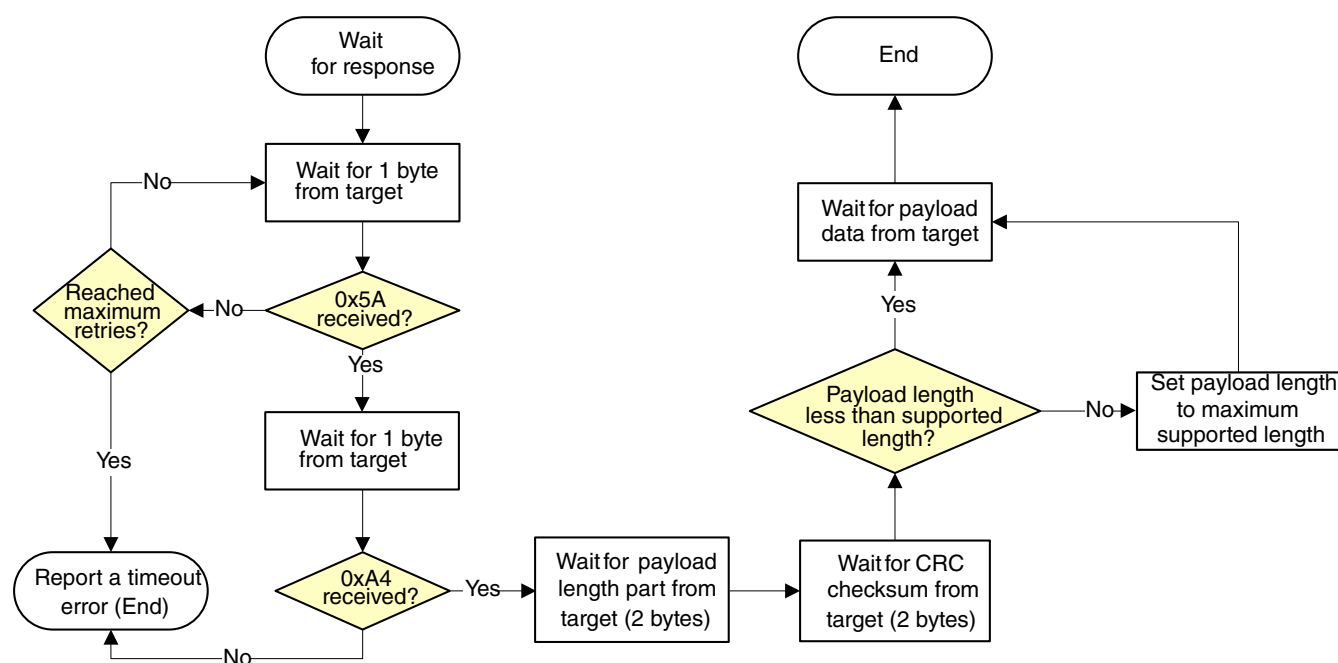 Wait
for response
End
Wait for 1 byte
from target
No
Wait for payload
data from target
Reached
maximum
retries?
No
0x5A
received?
Yes
Yes
Payload length
less than supported
length?
No
Set payload length
to maximum
supported length
Wait for 1 byte
from target
Yes
Report a timeout
error (End)
0xA4
received?
Yes
Wait for payload
length part from
target (2 bytes)
Wait for CRC
checksum from
target (2 bytes)
No